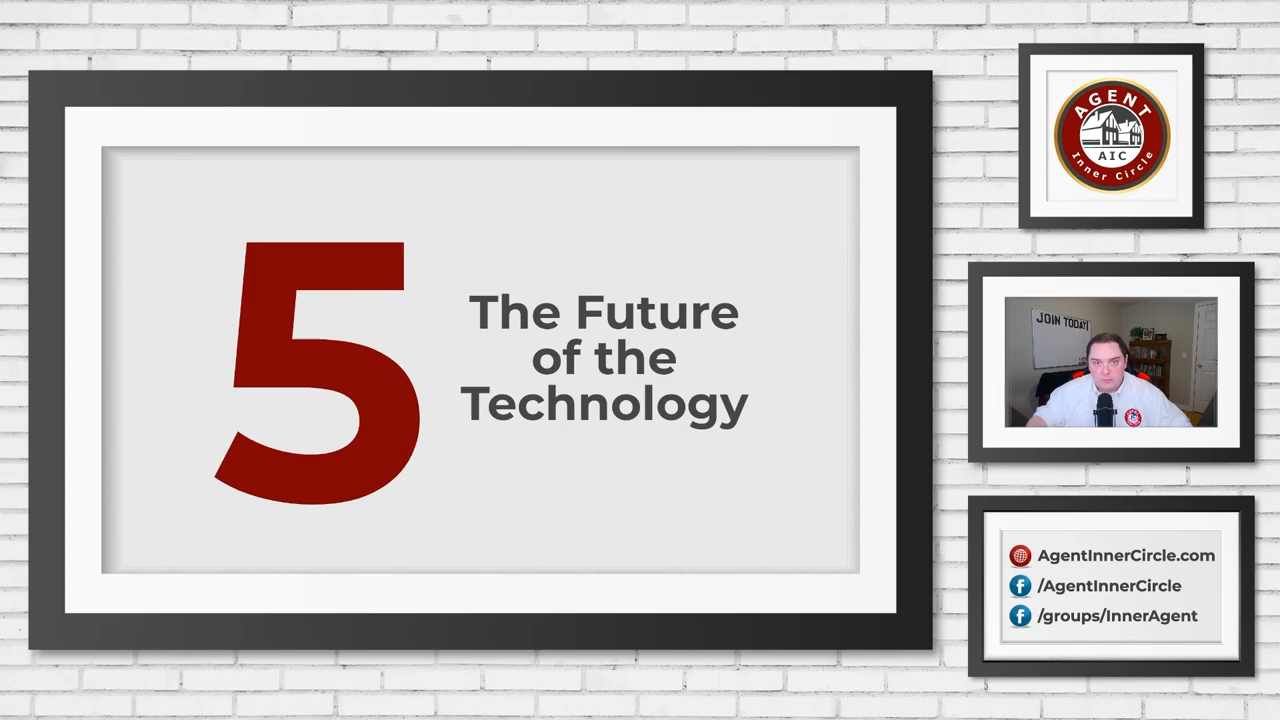 5
The Future
of the
Technology
AGENT
AIC
Inner Circle
JOIN TODAY!
AgentInnerCircle.com
/AgentInnerCircle
/groups/InnerAgent